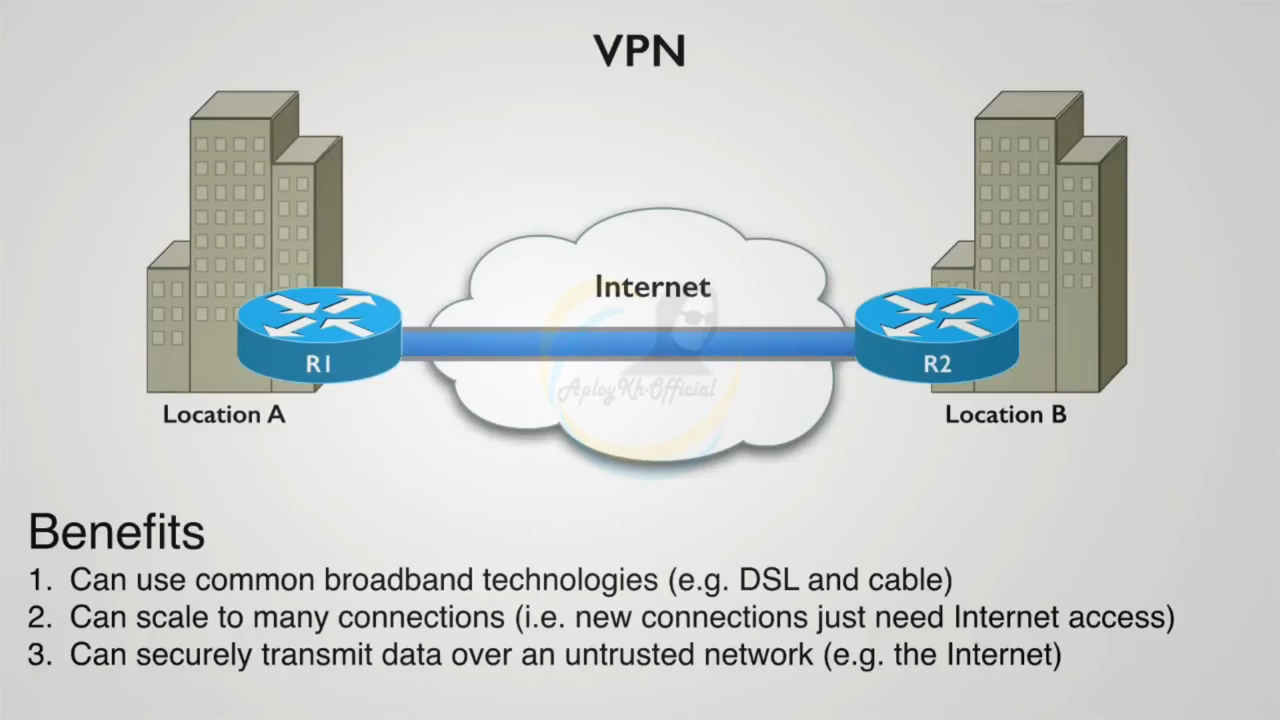 VPN
Internet
R1
R2
AployKh-Official
Location A
Location B
Benefits
1. Can use common broadband technologies (e.g. DSL and cable)
2. Can scale to many connections (i.e. new connections just need Internet access)
3. Can securely transmit data over an untrusted network (e.g. the Internet)